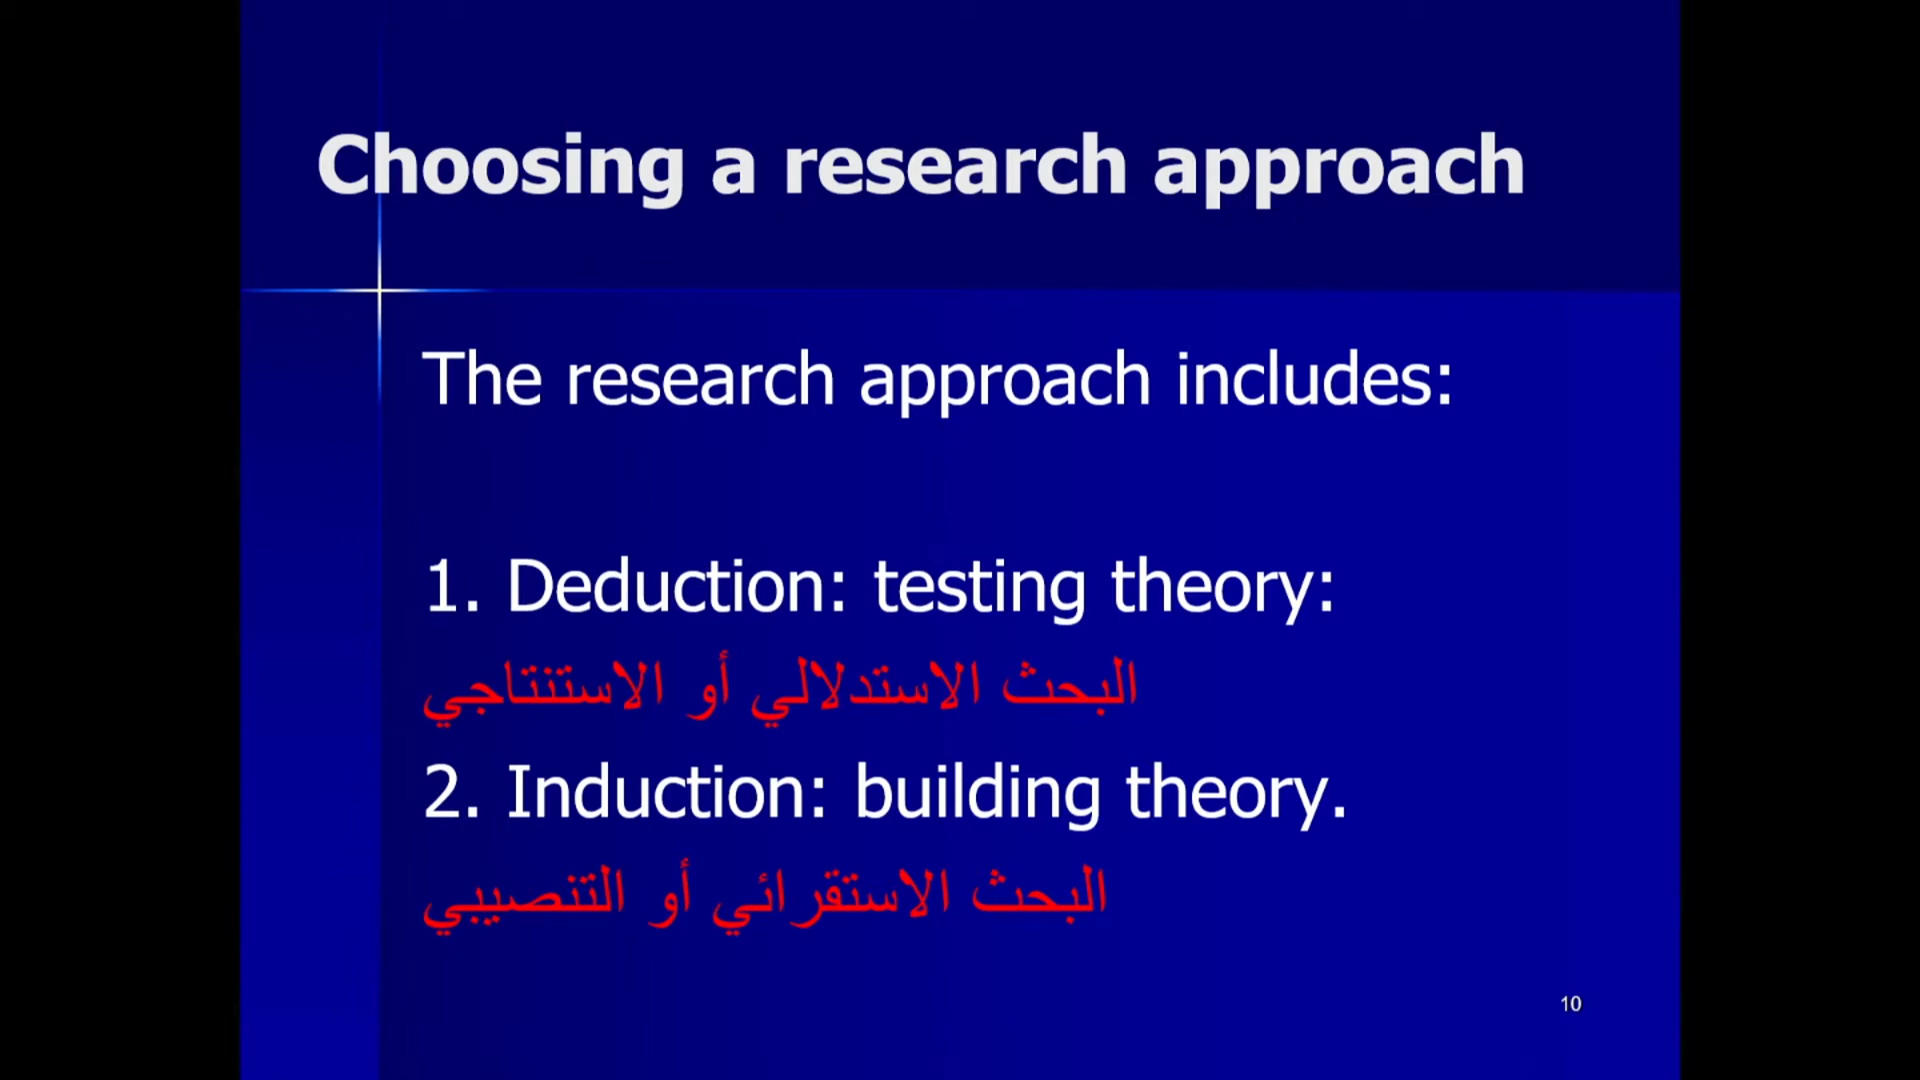 Choosing a research approach
The research approach includes:
1. Deduction: testing theory:
البحث الاستدلالي أو الاستنتاجي
2. Induction: building theory.
البحث الاستقرائي أو التنصيبي
10